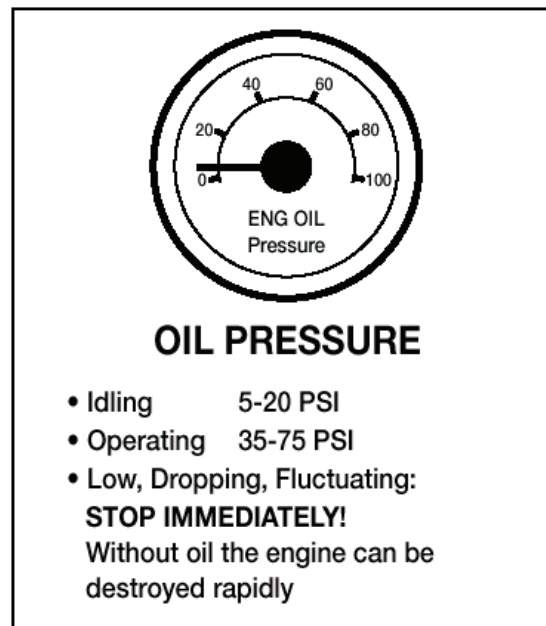 40 60
20 80
0 100
ENG OIL
Pressure
OIL PRESSURE
• Idling 5-20 PSI
• Operating 35-75 PSI
• Low, Dropping, Fluctuating:
STOP IMMEDIATELY!
Without oil the engine can be
destroyed rapidly